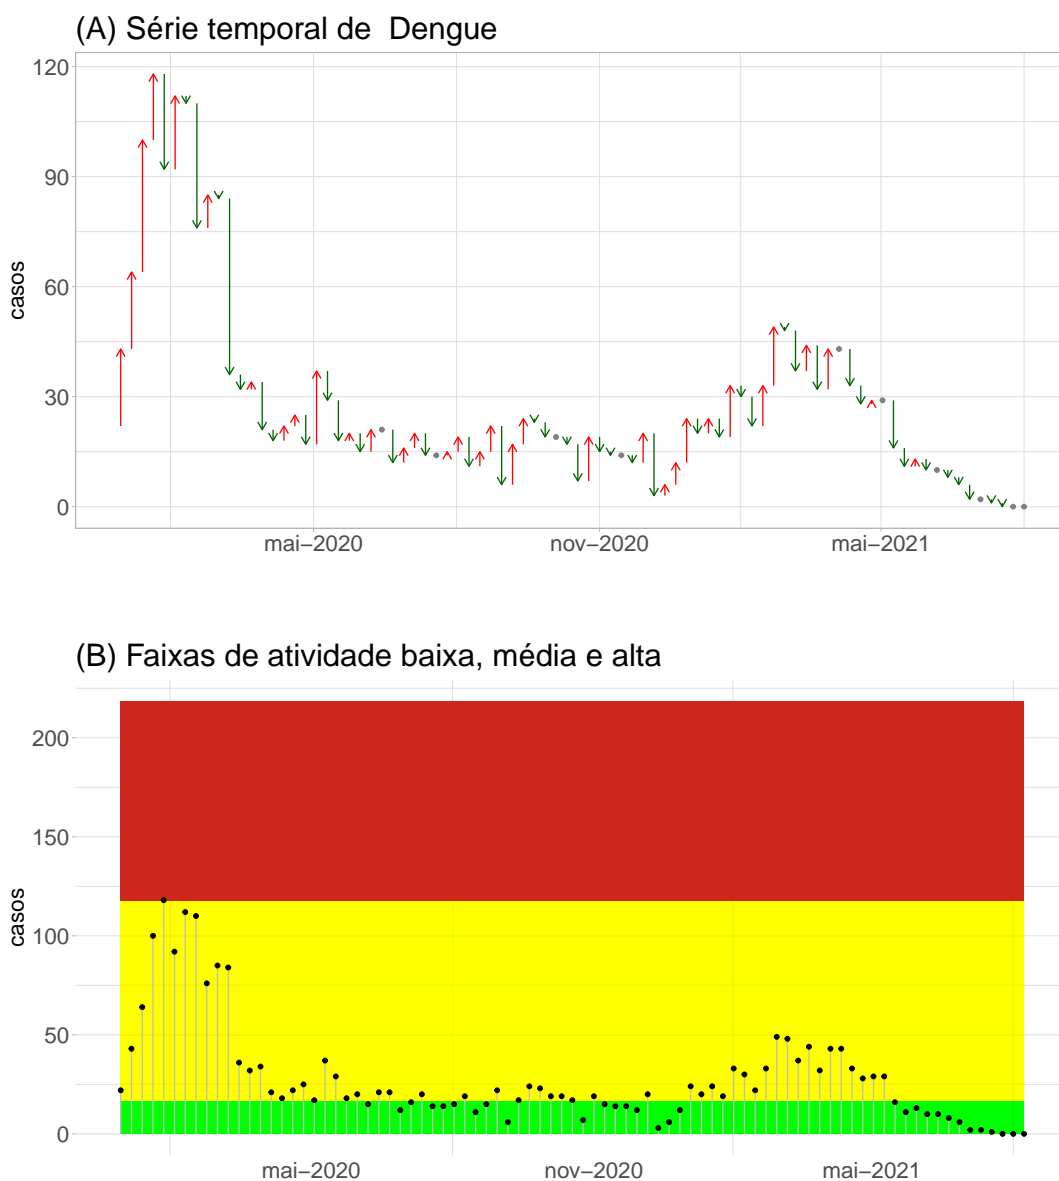 (A) Série temporal de  Dengue
120
90
60
30
0
casos
mai−2020
nov−2020
mai−2021
(B) Faixas de atividade baixa, média e alta
200
150
100
50
0
casos
mai−2020
nov−2020
mai−2021